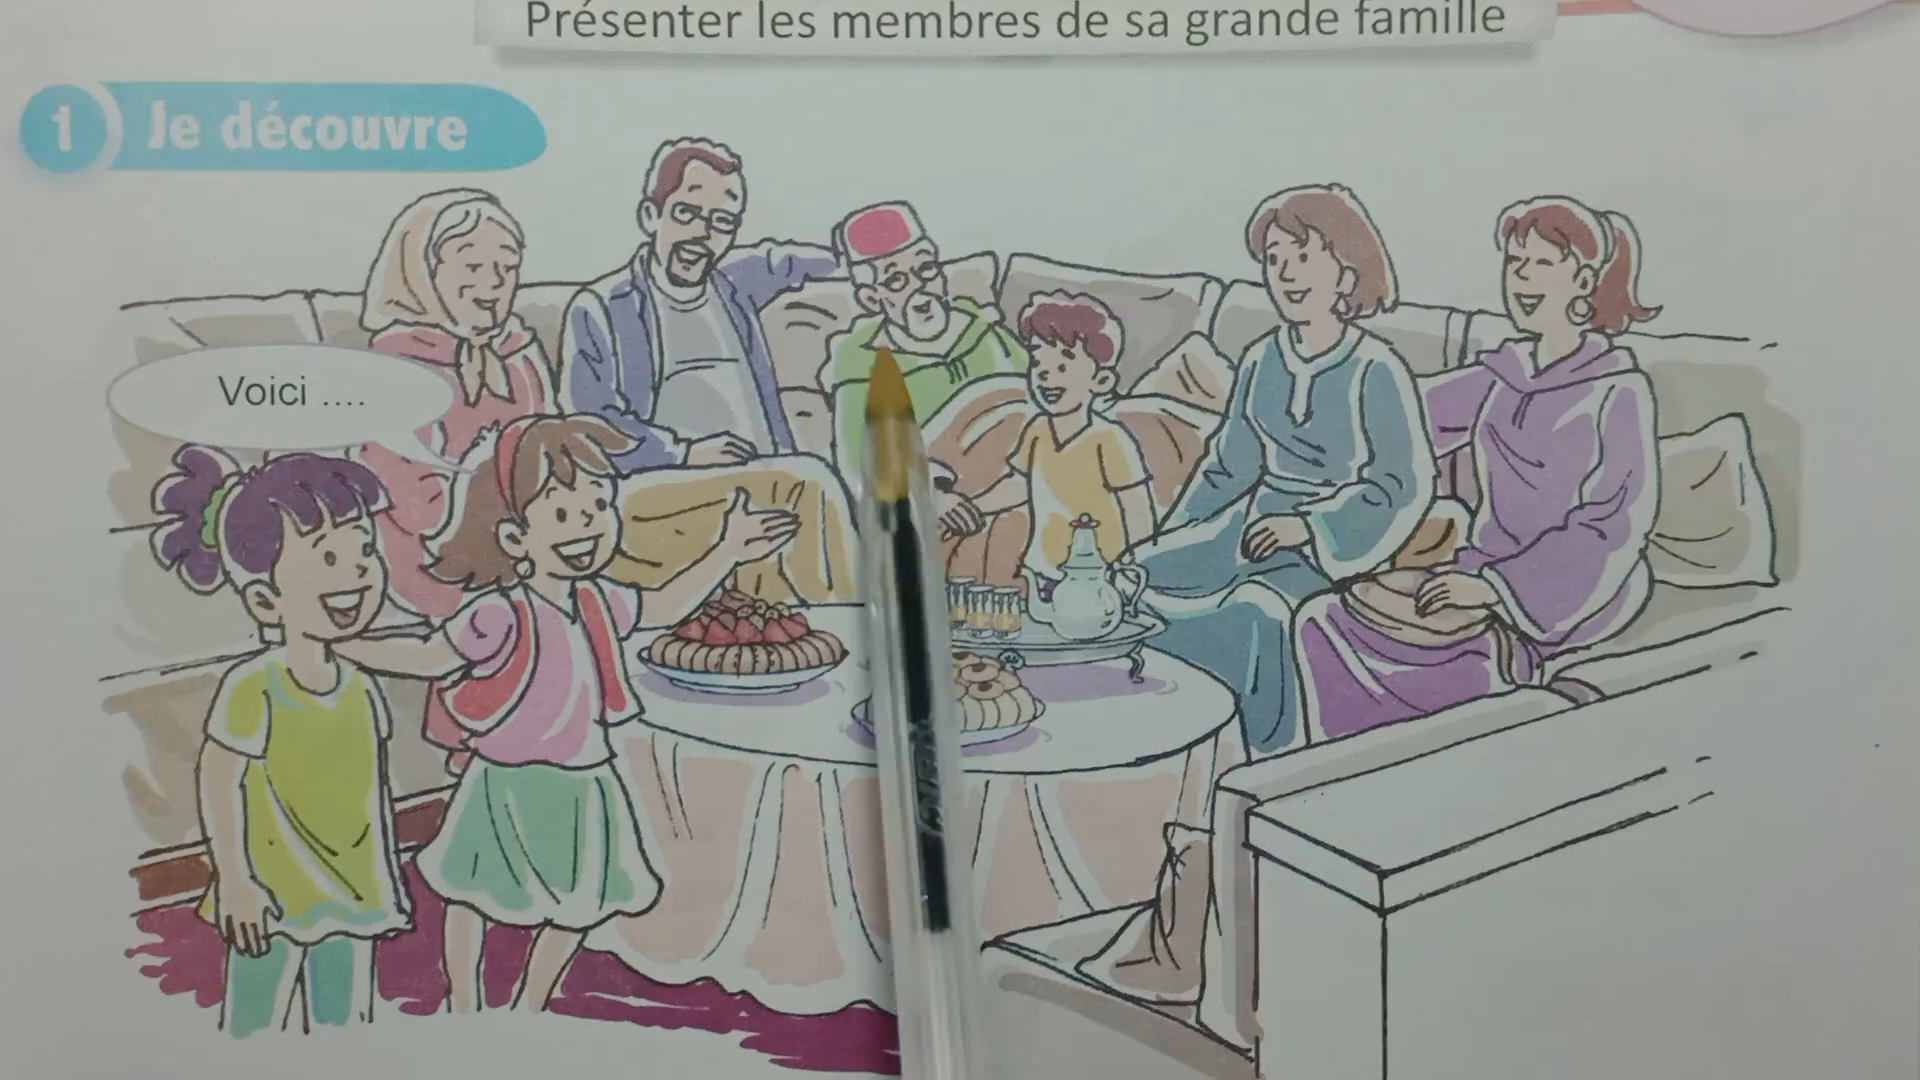 Présenter les membres de sa grande famille
1 Je découvre
Voici ....